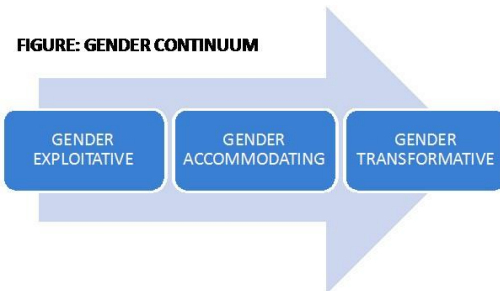 FIGURE: GENDER CONTINUUM
GENDER
EXPLOITATIVE
GENDER
ACCOMMODATING
GENDER
TRANSFORMATIVE